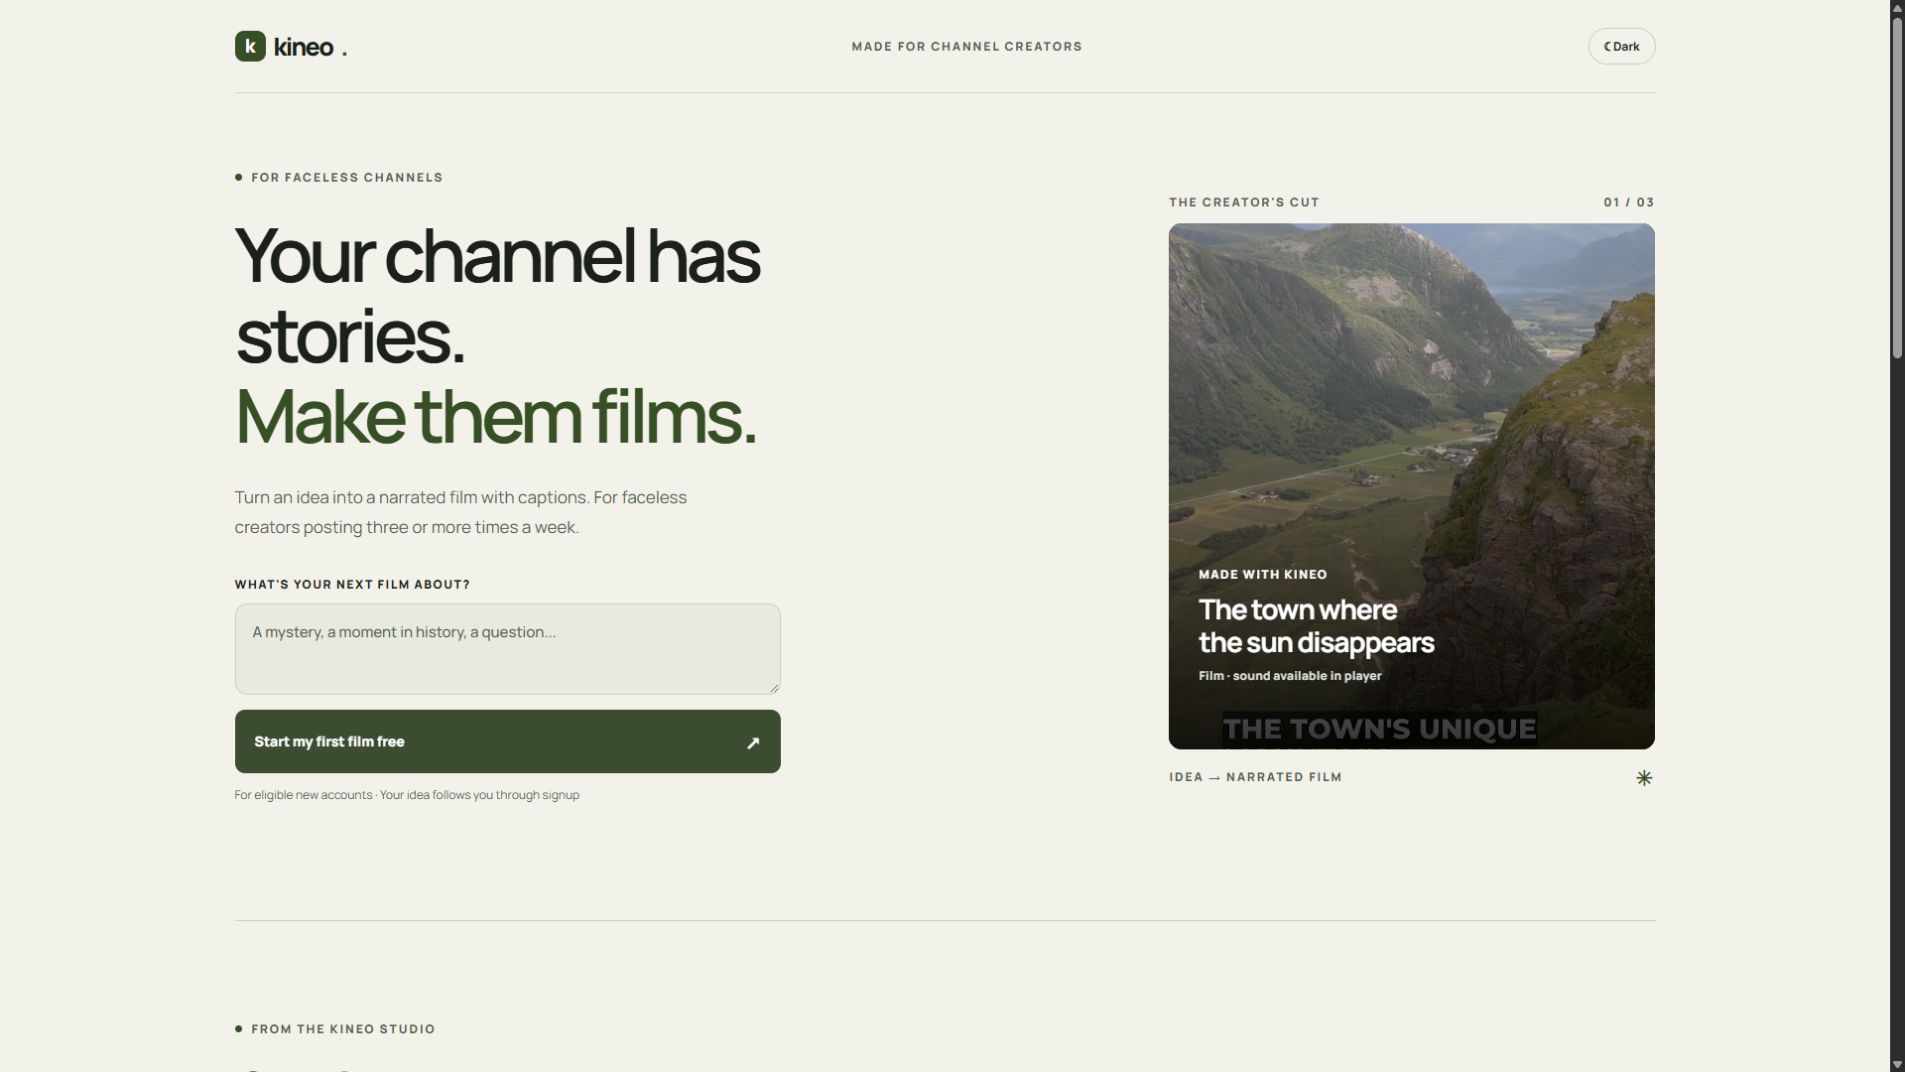 k kineo .
MADE FOR CHANNEL CREATORS
☾ Dark
FOR FACELESS CHANNELS
Your channel has
stories.
Make them films.
Turn an idea into a narrated film with captions. For faceless
creators posting three or more times a week.
WHAT'S YOUR NEXT FILM ABOUT?
A mystery, a moment in history, a question...
Start my first film free ↗
For eligible new accounts · Your idea follows you through signup
THE CREATOR'S CUT
01 / 03
MADE WITH KINEO
The town where
the sun disappears
Film · sound available in player
THE TOWN'S UNIQUE
IDEA → NARRATED FILM
FROM THE KINEO STUDIO